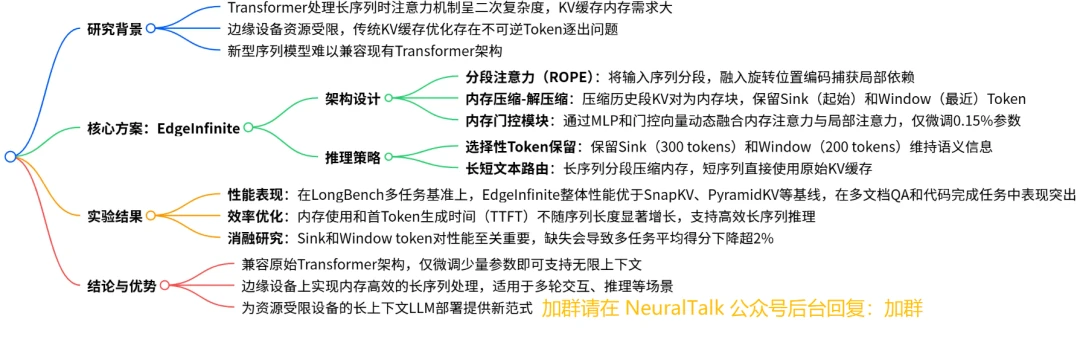 研究背景
Transformer处理长序列时注意力机制呈二次复杂度，KV缓存内存需求大
边缘设备资源受限，传统KV缓存优化存在不可逆Token逐出问题
新型序列模型难以兼容现有Transformer架构
核心方案：EdgeInfinite
架构设计
分段注意力（ROPE）：将输入序列分段，融入旋转位置编码捕获局部依赖
内存压缩-解压缩：压缩历史段KV对为内存块，保留Sink（起始）和Window（最近）Token
内存门控模块：通过MLP和门控向量动态融合内存注意力与局部注意力，仅微调0.15%参数
推理策略
选择性Token保留：保留Sink（300 tokens）和Window（200 tokens）维持语义信息
长短文本路由：长序列分段压缩内存，短序列直接使用原始KV缓存
实验结果
性能表现：在LongBench多任务基准上，EdgeInfinite整体性能优于SnapKV、PyramidKV等基线，在多文档QA和代码完成任务中表现突出
效率优化：内存使用和首Token生成时间（TTFT）不随序列长度显著增长，支持高效长序列推理
消融研究：Sink和Window token对性能至关重要，缺失会导致多任务平均得分下降超2%
结论与优势
兼容原始Transformer架构，仅微调少量参数即可支持无限上下文
边缘设备上实现内存高效的长序列处理，适用于多轮交互、推理等场景
为资源受限设备的长上下文LLM部署提供新范式
加群请在 NeuralTalk 公众号后台回复：加群